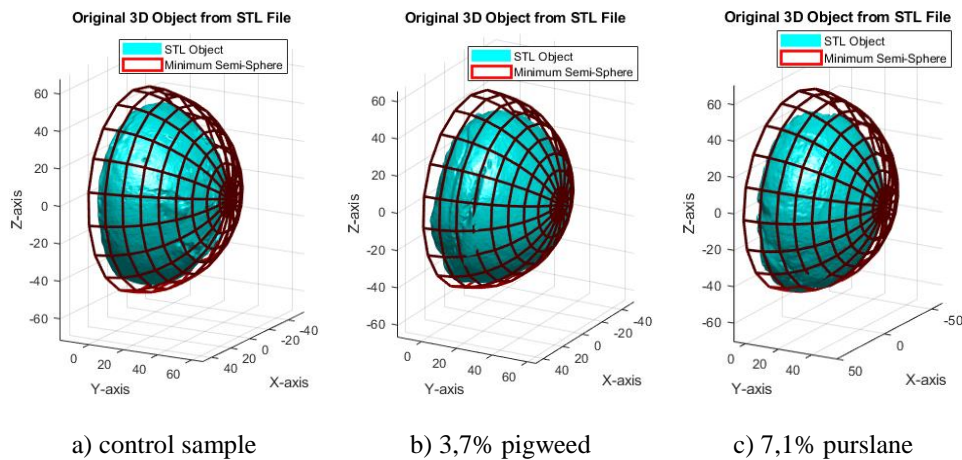 Original 3D Object from STL File
STL Object
Minimum Semi-Sphere
60
40
20
0
-20
-40
-60
Z-axis
0
20
40
60
Y-axis
40
20
0
-20
-40
X-axis
a) control sample
Original 3D Object from STL File
STL Object
Minimum Semi-Sphere
60
40
20
0
-20
-40
-60
Z-axis
0
20
40
60
Y-axis
40
20
0
-20
-40
X-axis
b) 3,7% pigweed
Original 3D Object from STL File
STL Object
Minimum Semi-Sphere
60
40
20
0
-20
-40
-60
Z-axis
0
20
40
Y-axis
50
0
-50
X-axis
c) 7,1% purslane